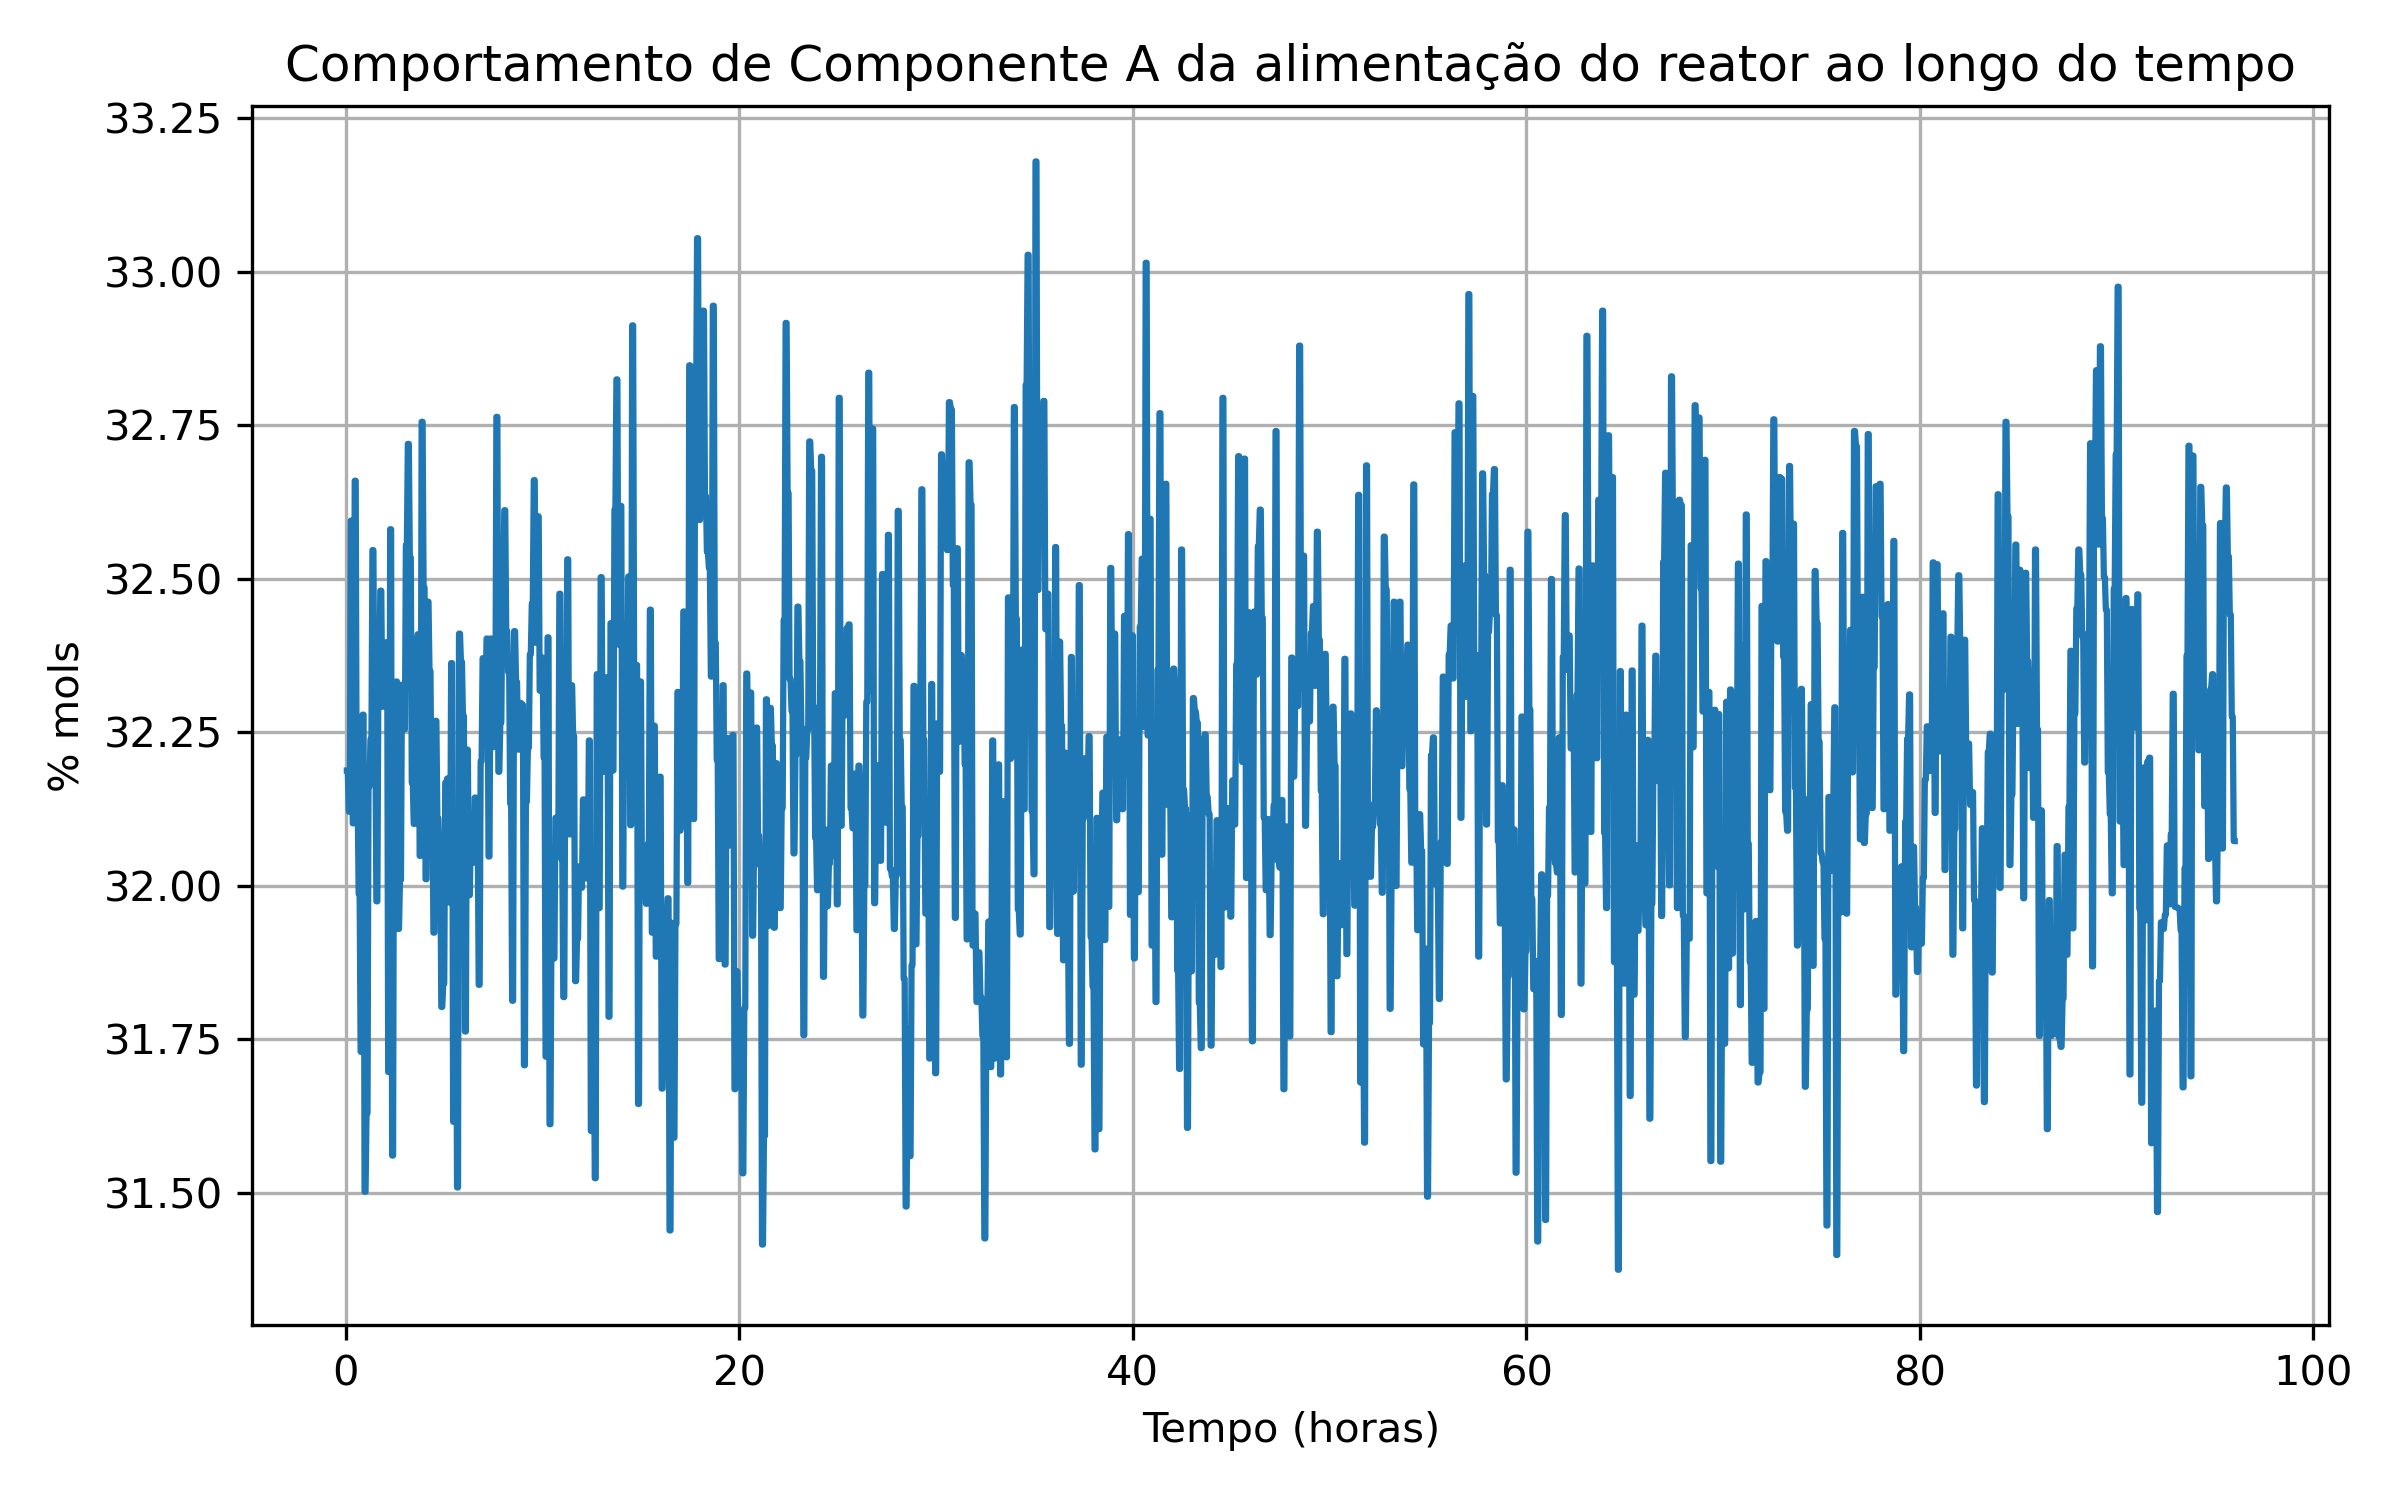 Comportamento de Componente A da alimentação do reator ao longo do tempo
33.25
33.00
32.75
32.50
32.25
32.00
31.75
31.50
% mols
0 20 40 60 80 100
Tempo (horas)